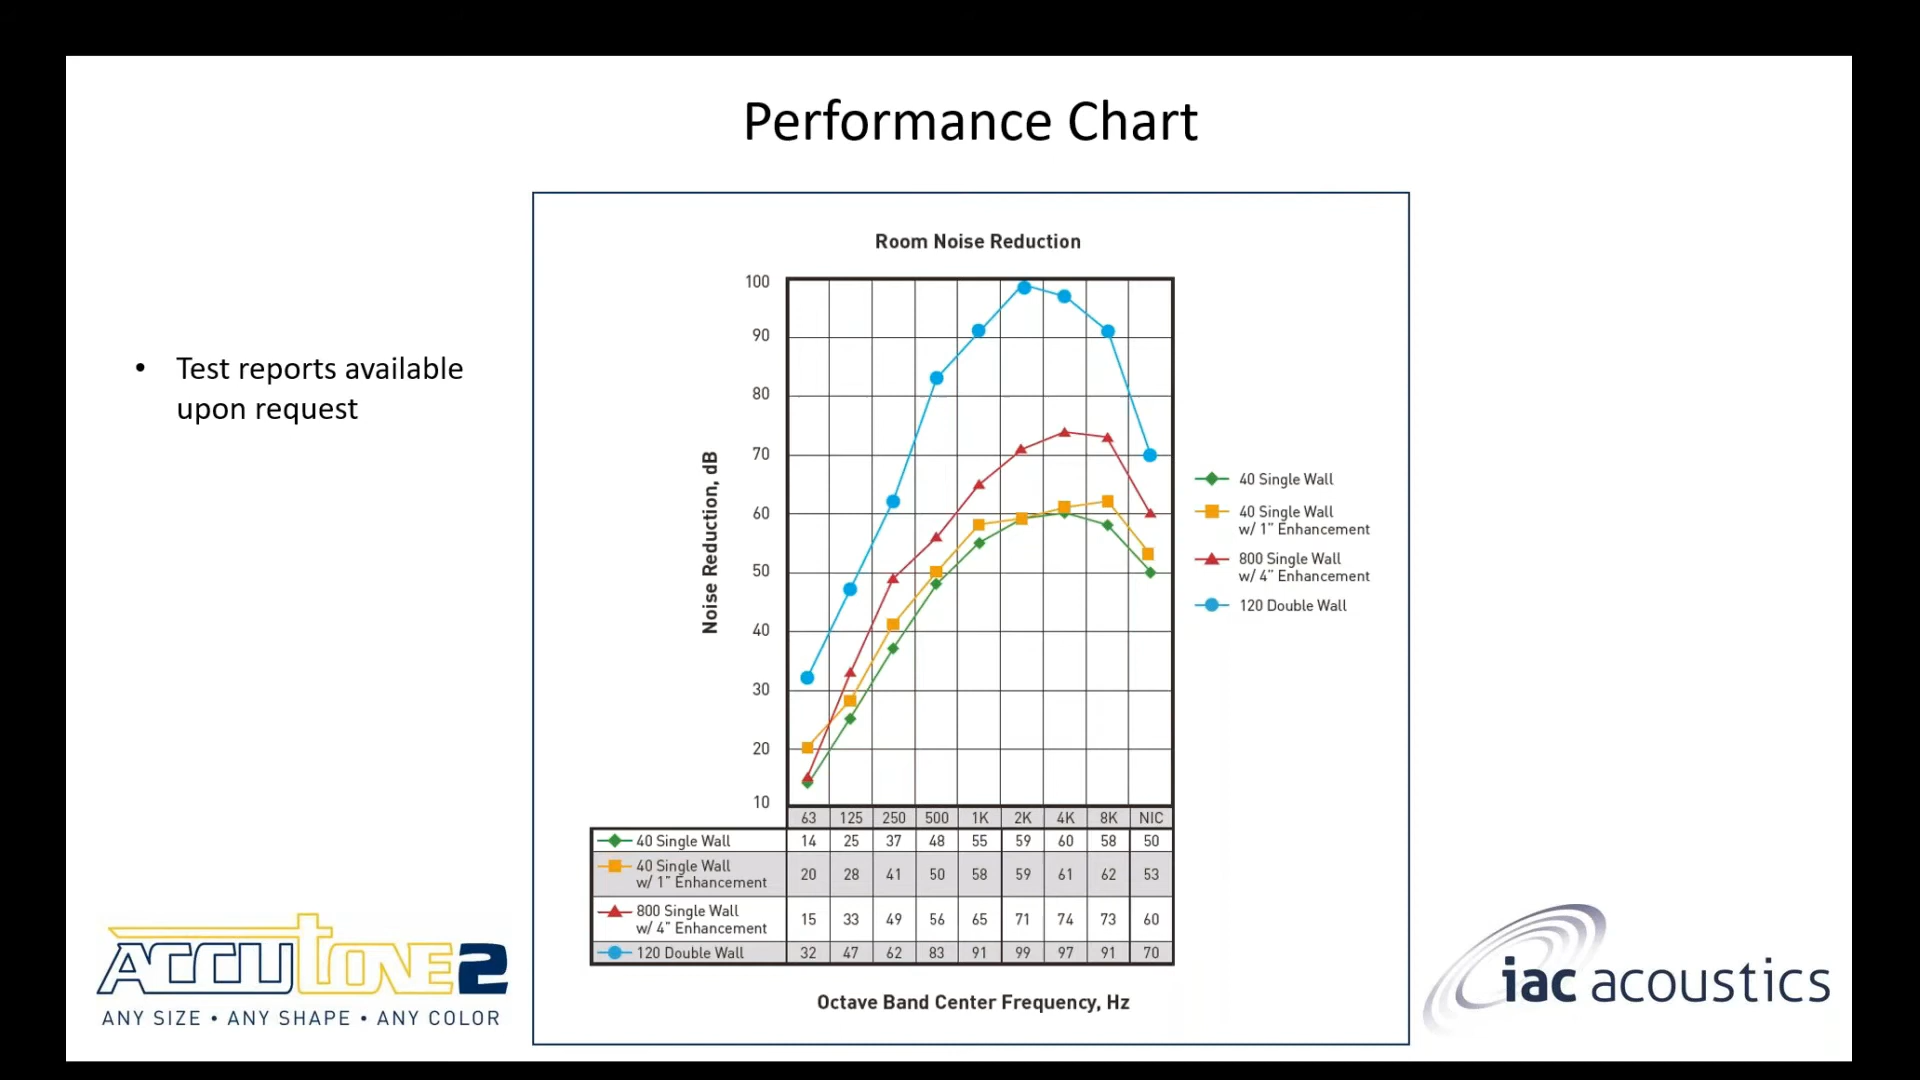 Performance Chart
• Test reports available
upon request
Room Noise Reduction
100
90
80
70
60
50
40
30
20
10
Noise Reduction, dB
40 Single Wall
40 Single Wall
w/ 1" Enhancement
800 Single Wall
w/ 4" Enhancement
120 Double Wall
63 125 250 500 1K 2K 4K 8K NIC
40 Single Wall 14 25 37 48 55 59 60 58 50
40 Single Wall
w/ 1" Enhancement 20 28 41 50 58 59 61 62 53
800 Single Wall
w/ 4" Enhancement 15 33 49 56 65 71 74 73 60
120 Double Wall 32 47 62 83 91 99 97 91 70
Octave Band Center Frequency, Hz
ACCUTONE2
ANY SIZE • ANY SHAPE • ANY COLOR
iac acoustics